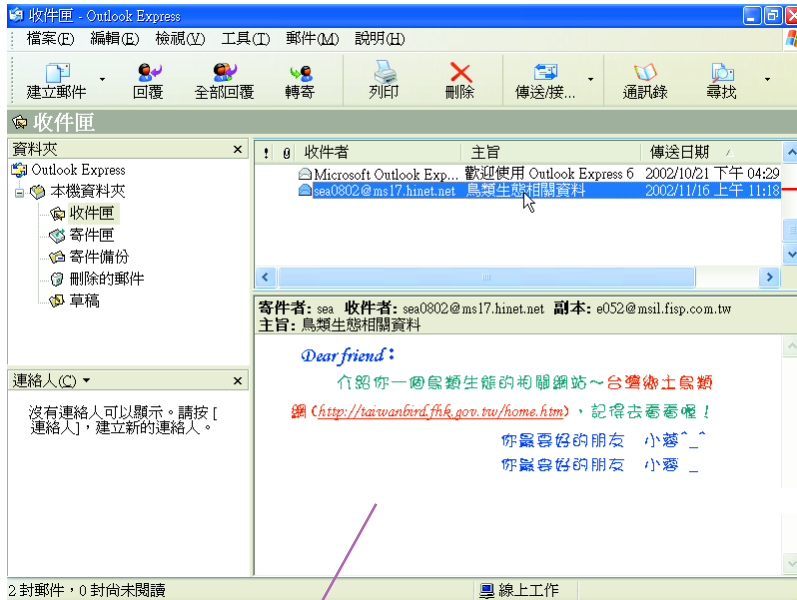 收件匣 - Outlook Express
檔案(F) 編輯(E) 檢視(V) 工具(T) 郵件(M) 說明(H)
建立郵件 回覆 全部回覆 轉寄 列印 刪除 傳送/接... 通訊錄 尋找
收件匣
資料夾
Outlook Express
本機資料夾
收件匣
寄件匣
寄件備份
刪除的郵件
草稿
連絡人(C)
沒有連絡人可以顯示。請按 [
連絡人]，建立新的連絡人。
! 收件者 主旨 傳送日期
Microsoft Outlook Exp... 歡迎使用 Outlook Express 6 2002/10/21 下午 04:29
sea0802@ms17.hinet.net 鳥類生態相關資料 2002/11/16 上午 11:18
寄件者: sea 收件者: sea0802@ms17.hinet.net 副本: e052@msil.fisp.com.tw
主旨: 鳥類生態相關資料
Dear friend：
介紹你一個鳥類生態的相關網站～台灣鄉土鳥類
網 (http://taiwanbird.fhk.gov.tw/home.htm)，記得去看看喔！
你最要好的朋友 小蓉^_^
你最要好的朋友 小蓉 _
2 封郵件，0 封尚未閱讀 線上工作